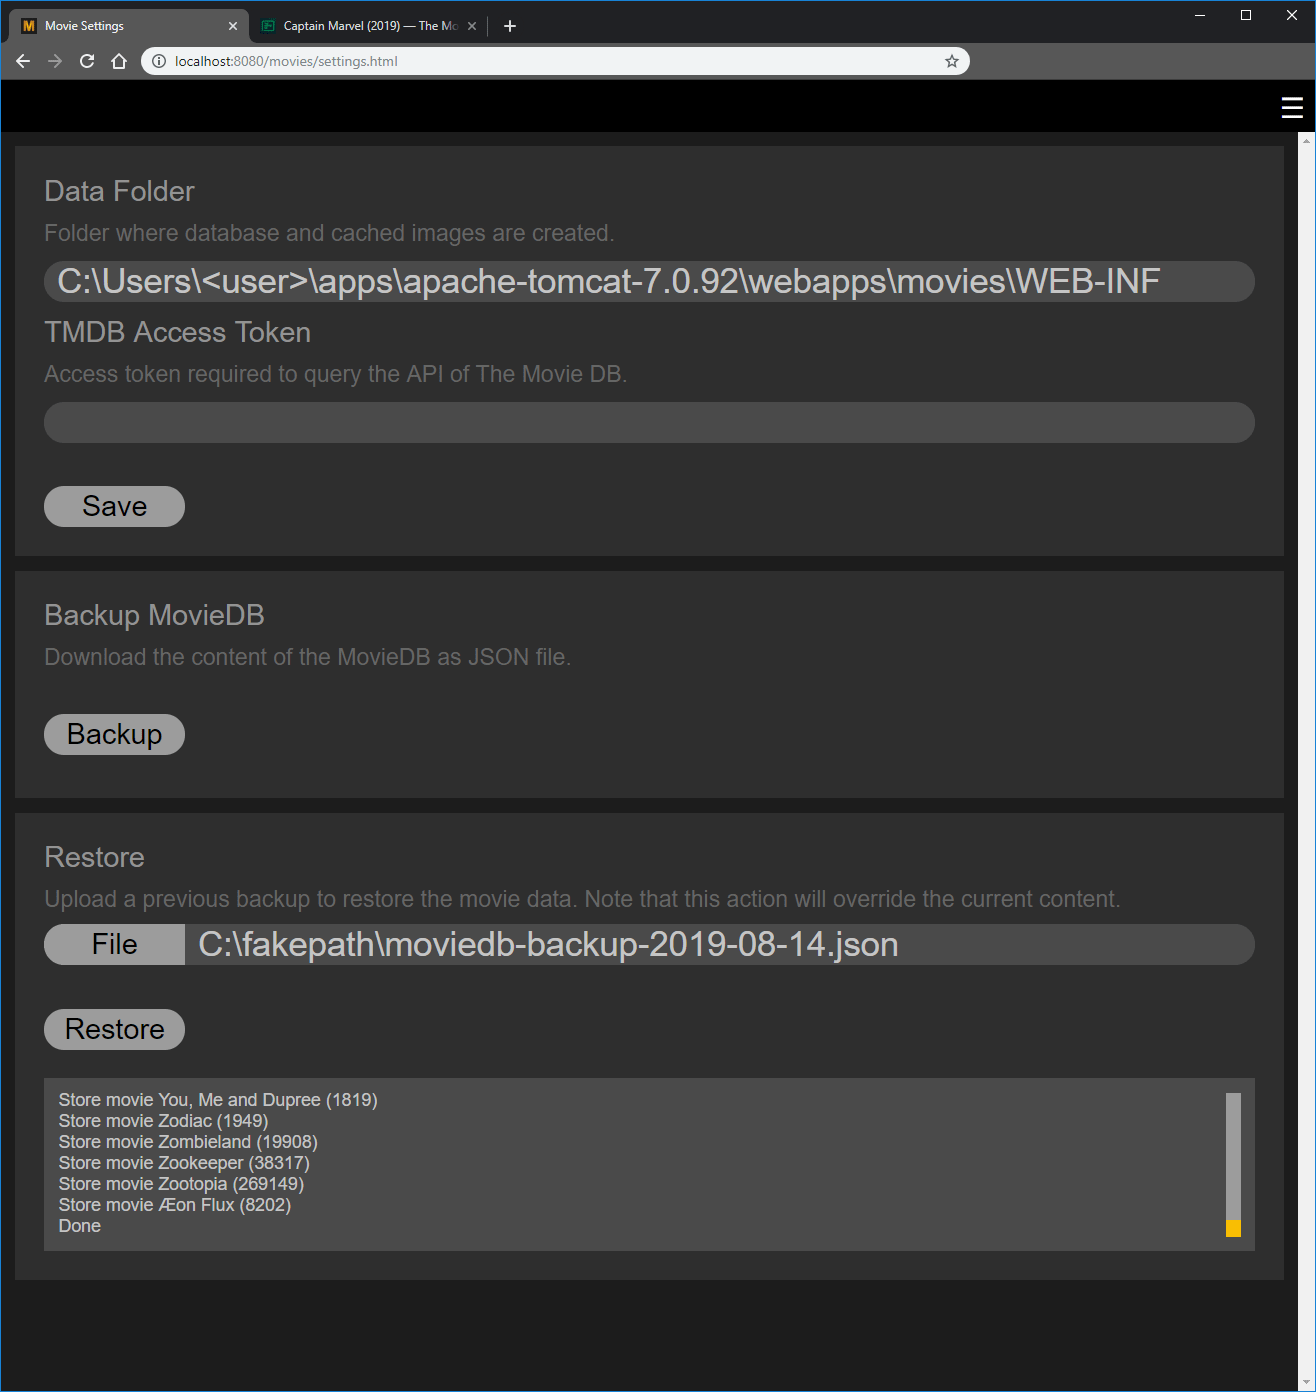 M Movie Settings
Captain Marvel (2019) — The Mo
localhost:8080/movies/settings.html
Data Folder
Folder where database and cached images are created.
C:\Users\<user>\apps\apache-tomcat-7.0.92\webapps\movies\WEB-INF
TMDB Access Token
Access token required to query the API of The Movie DB.
Save
Backup MovieDB
Download the content of the MovieDB as JSON file.
Backup
Restore
Upload a previous backup to restore the movie data. Note that this action will override the current content.
File C:\fakepath\moviedb-backup-2019-08-14.json
Restore
Store movie You, Me and Dupree (1819)
Store movie Zodiac (1949)
Store movie Zombieland (19908)
Store movie Zookeeper (38317)
Store movie Zootopia (269149)
Store movie Æon Flux (8202)
Done